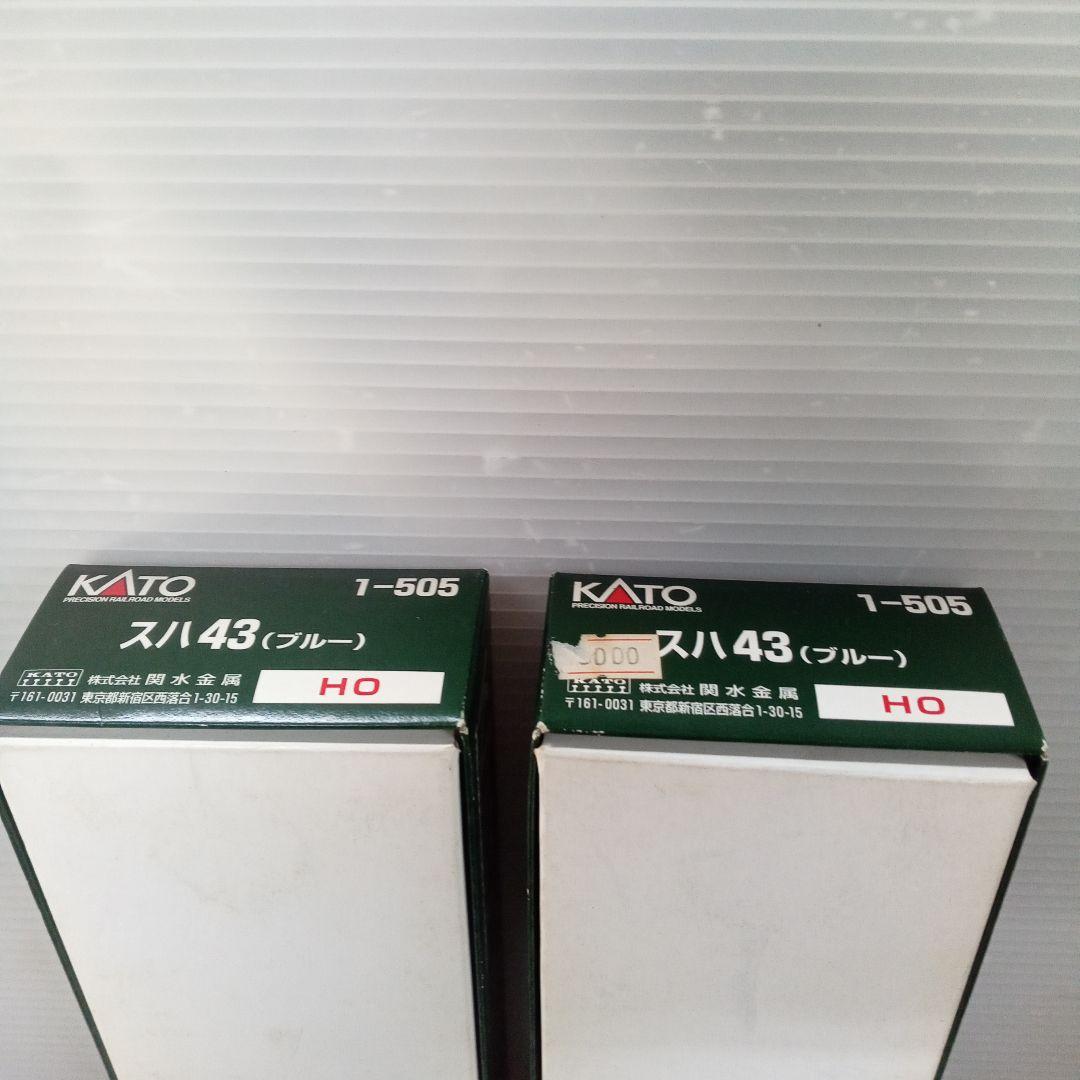 KATO
PRECISION RAILROAD MODELS
1-505
スハ43(ブルー)
KATO
株式会社 関水金属
〒161-0031 東京都新宿区西落合1-30-15
HO
KATO
PRECISION RAILROAD MODELS
1-505
スハ43(ブルー)
000
KATO
株式会社 関水金属
〒161-0031 東京都新宿区西落合1-30-15
HO